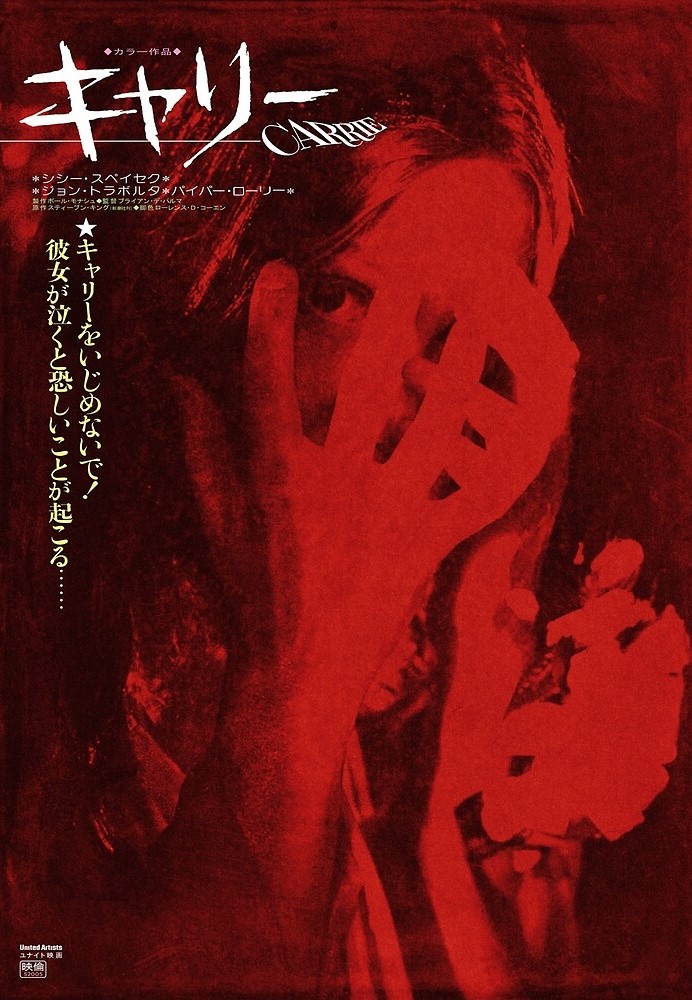 ◆カラー作品◆
キャリー
CARRIE
＊シシー・スペイセク＊
＊ジョン・トラボルタ＊パイパー・ローリー＊
製作ポール・モナシュ◆監督ブライアン・デ・パルマ
原作スティーブン・キング(新潮社刊)◆脚色ローレンス・D・コーエン
★キャリーをいじめないで！
彼女が泣くと恐しいことが起こる……
United Artists
ユナイト映画
映倫
52005